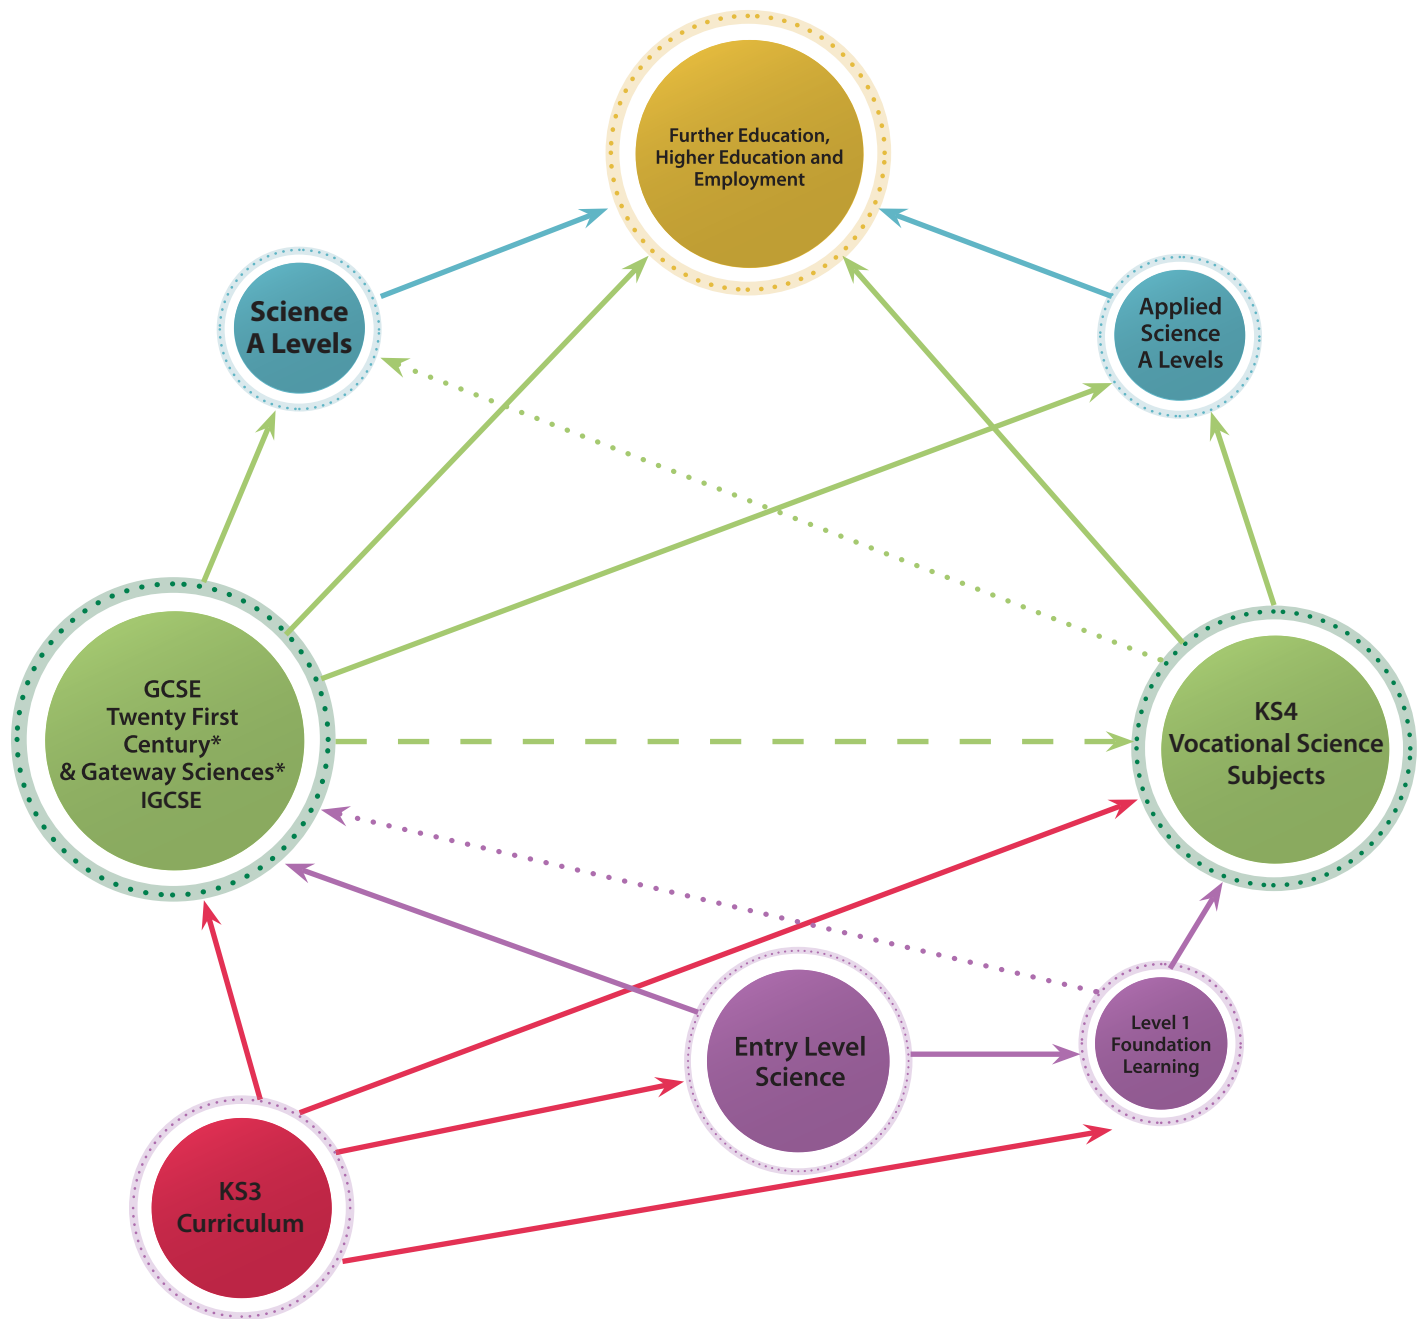 Further Education,
Higher Education and
Employment
Science
A Levels
Applied
Science
A Levels
GCSE
Twenty First
Century*
& Gateway Sciences*
IGCSE
KS4
Vocational Science
Subjects
Entry Level
Science
Level 1
Foundation
Learning
KS3
Curriculum